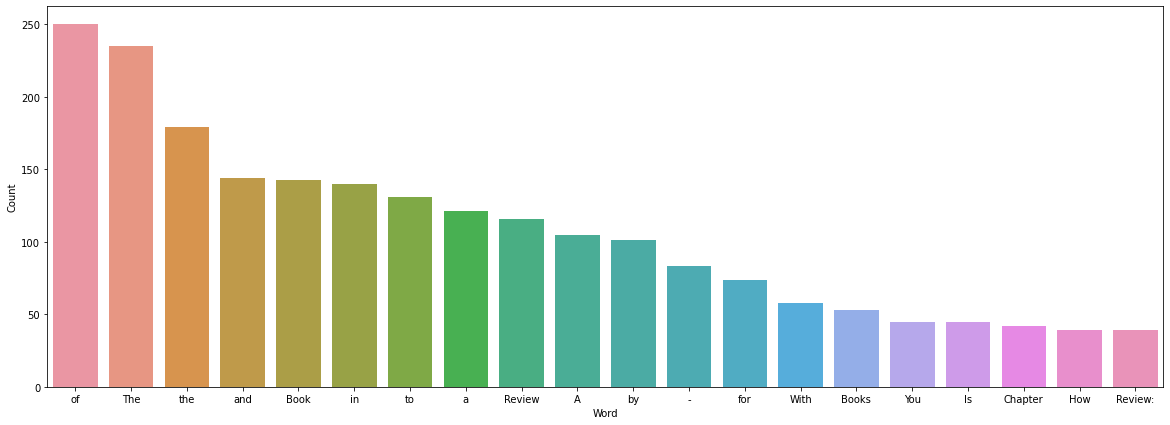 250
200
150
100
50
0
Count
of The the and Book in to a Review A by - for With Books You Is Chapter How Review:
Word